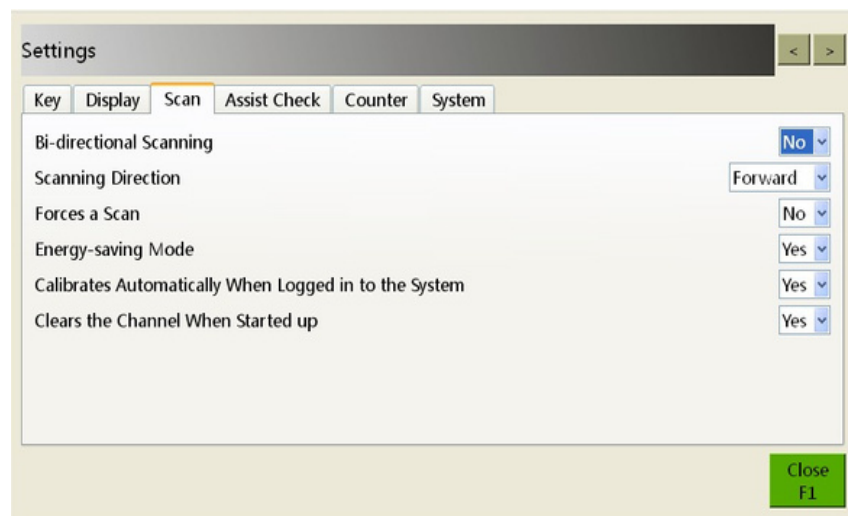 Settings
< >
Key Display Scan Assist Check Counter System
Bi-directional Scanning No
Scanning Direction Forward
Forces a Scan No
Energy-saving Mode Yes
Calibrates Automatically When Logged in to the System Yes
Clears the Channel When Started up Yes
Close
F1